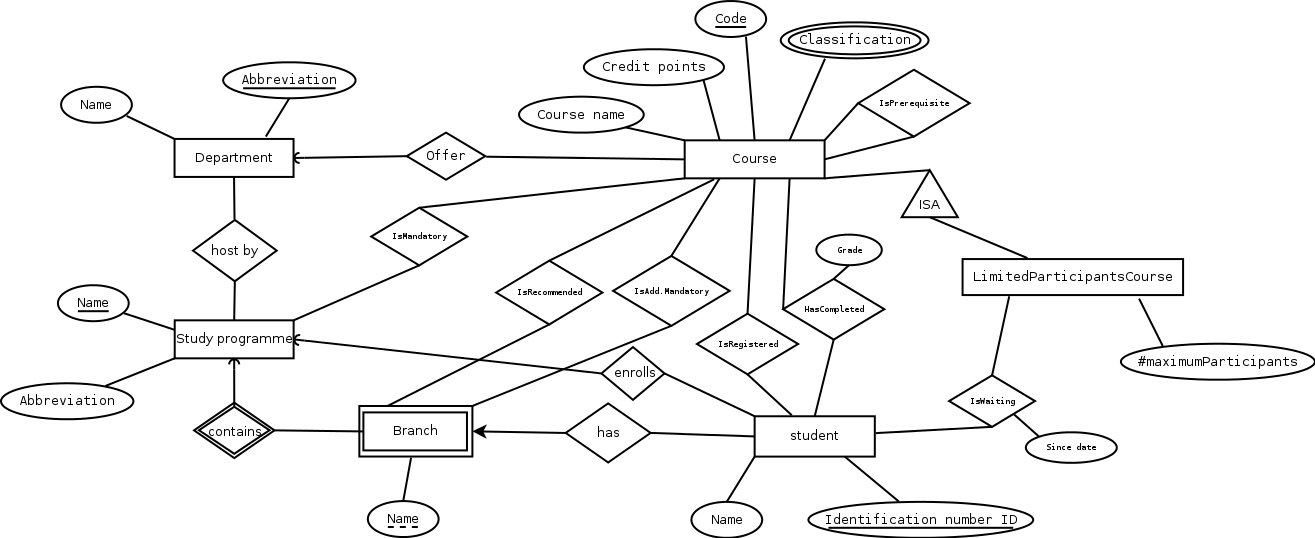 Code
Classification
Credit points
Abbreviation
Name
IsPrerequisite
Course name
Department
Offer
Course
ISA
IsMandatory
host by
Grade
LimitedParticipantsCourse
IsRecommended
IsAdd.Mandatory
Name
HasCompleted
Study programme
IsRegistered
#maximumParticipants
enrolls
Abbreviation
IsWaiting
contains
Branch
has
student
Since date
Name
Name
Identification number ID